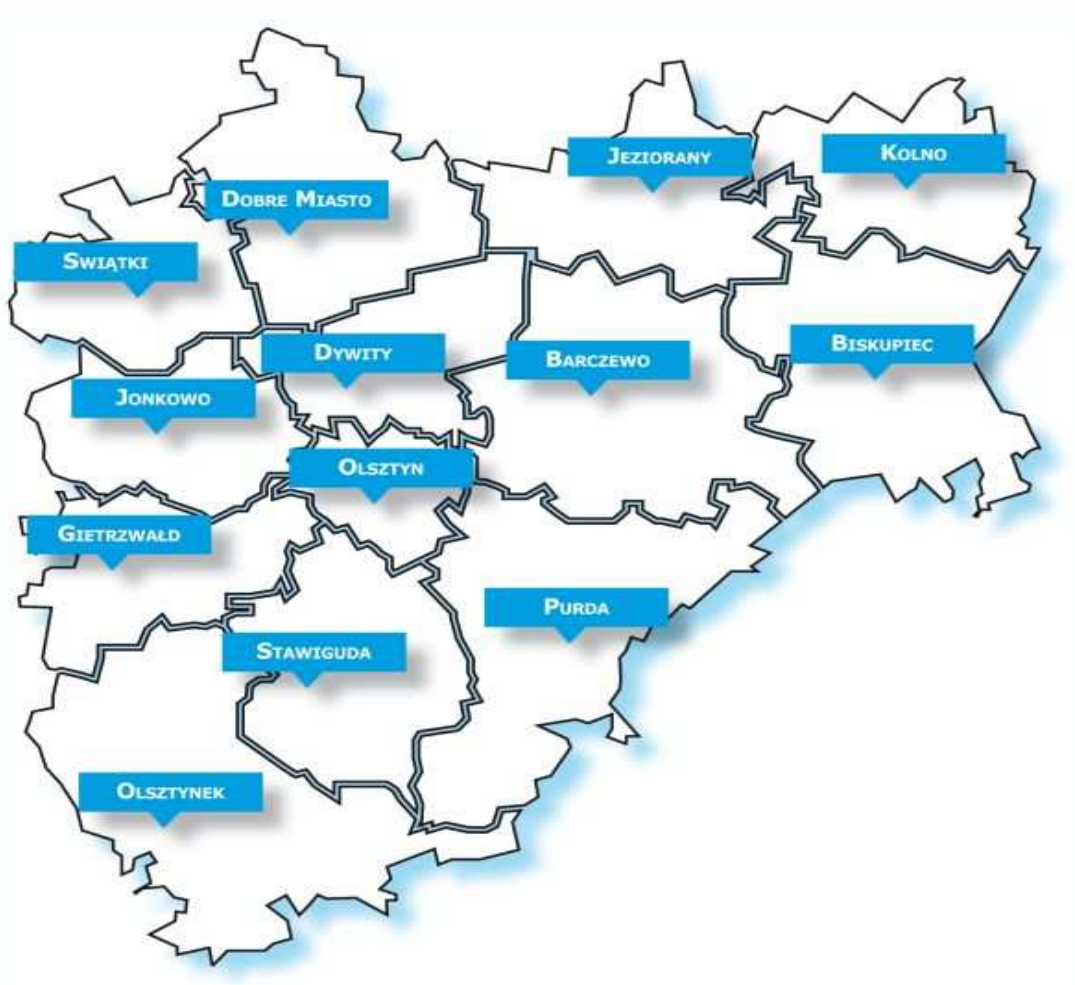 Jeziorany
Kolno
Dobre Miasto
Swiątki
Dywity
Barczewo
Biskupiec
Jonkowo
Olsztyn
Gietrzwałd
Purda
Stawiguda
Olsztynek